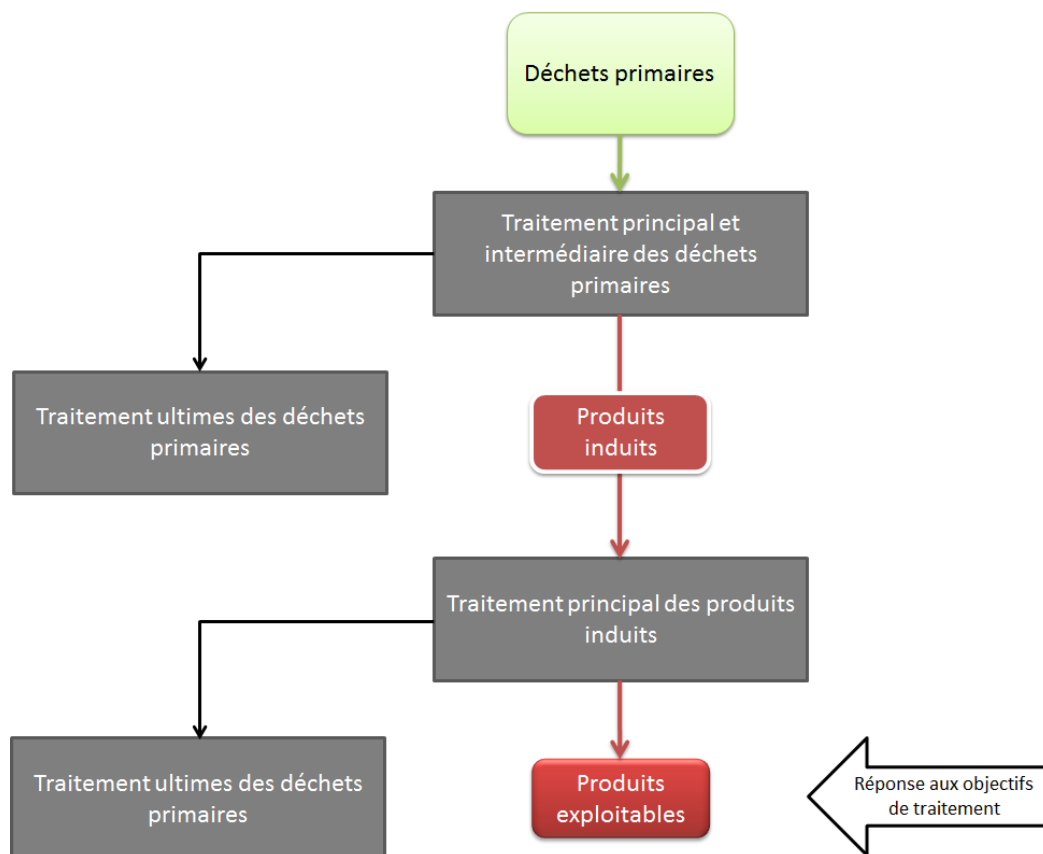 Déchets primaires
Traitement principal et
intermédiaire des déchets
primaires
Traitement ultimes des déchets
primaires
Produits
induits
Traitement principal des produits
induits
Traitement ultimes des déchets
primaires
Produits
exploitables
Réponse aux objectifs
de traitement